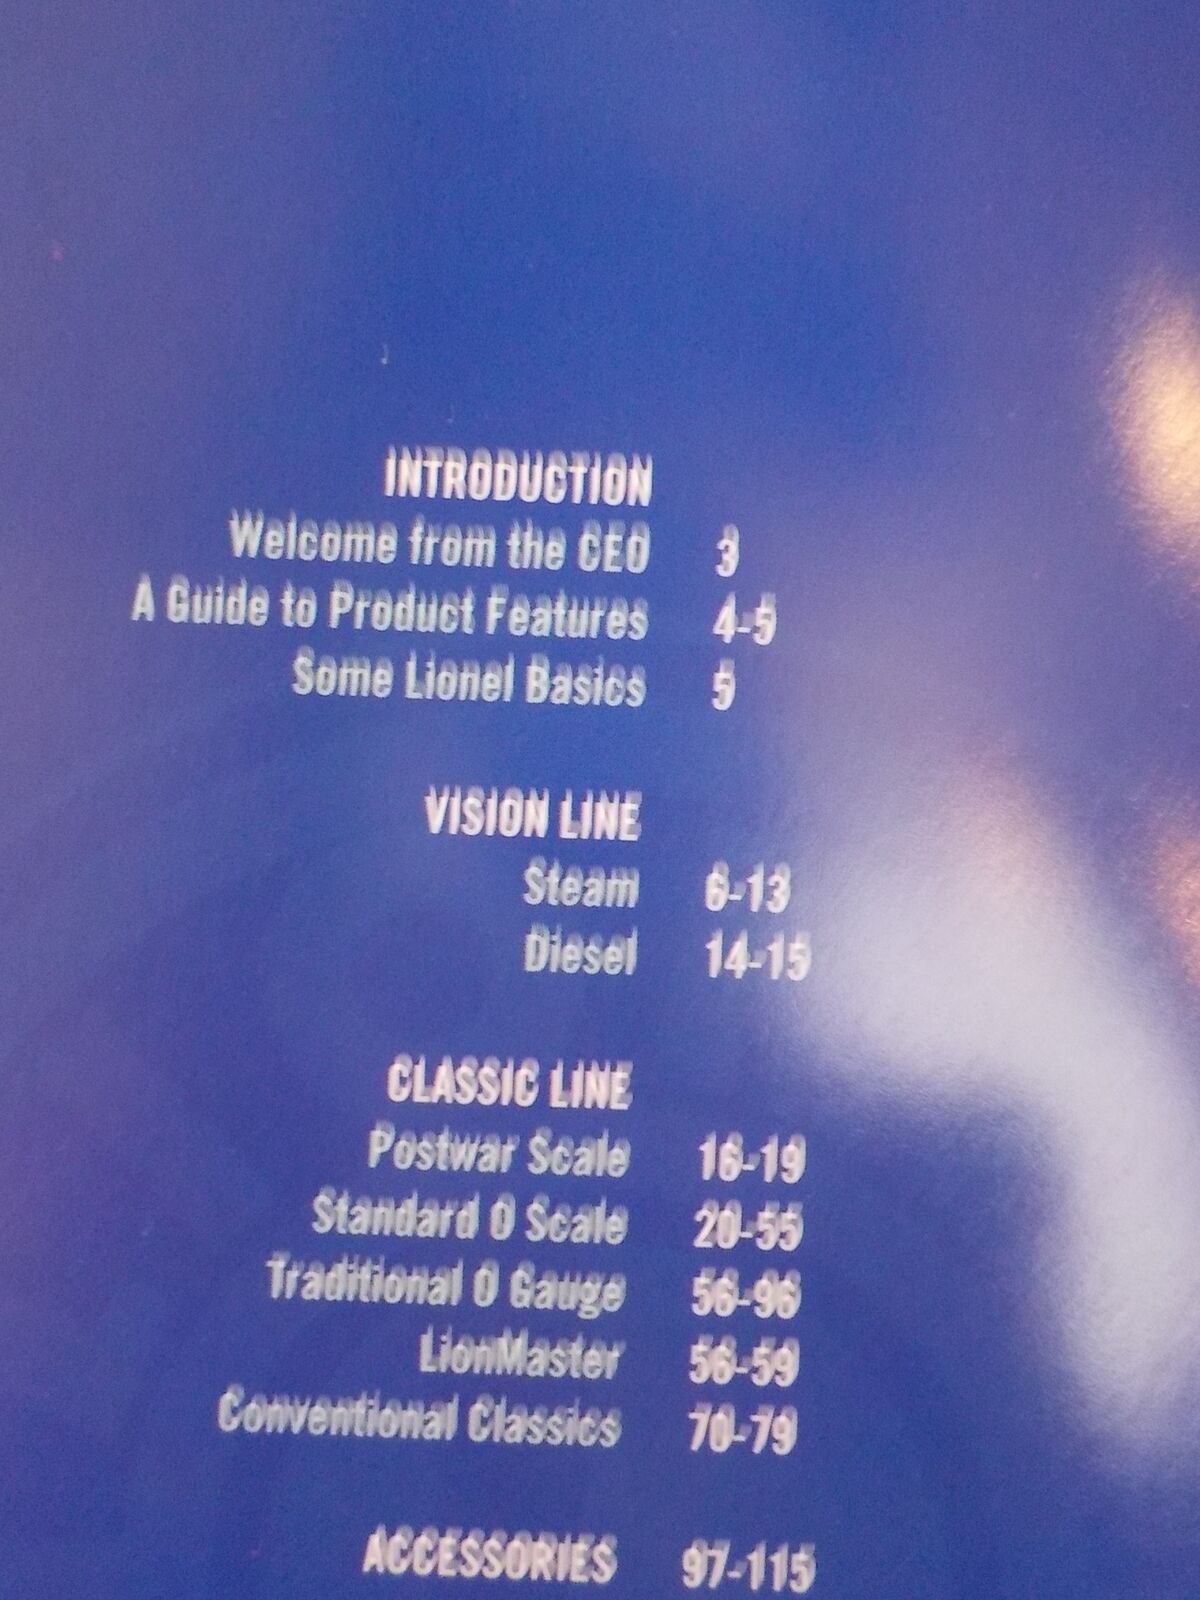 INTRODUCTION
Welcome from the CEO 3
A Guide to Product Features 4-5
Some Lionel Basics 5
VISION LINE
Steam 6-13
Diesel 14-15
CLASSIC LINE
Postwar Scale 16-19
Standard O Scale 20-55
Traditional O Gauge 56-96
LionMaster 56-59
Conventional Classics 70-79
ACCESSORIES 97-115